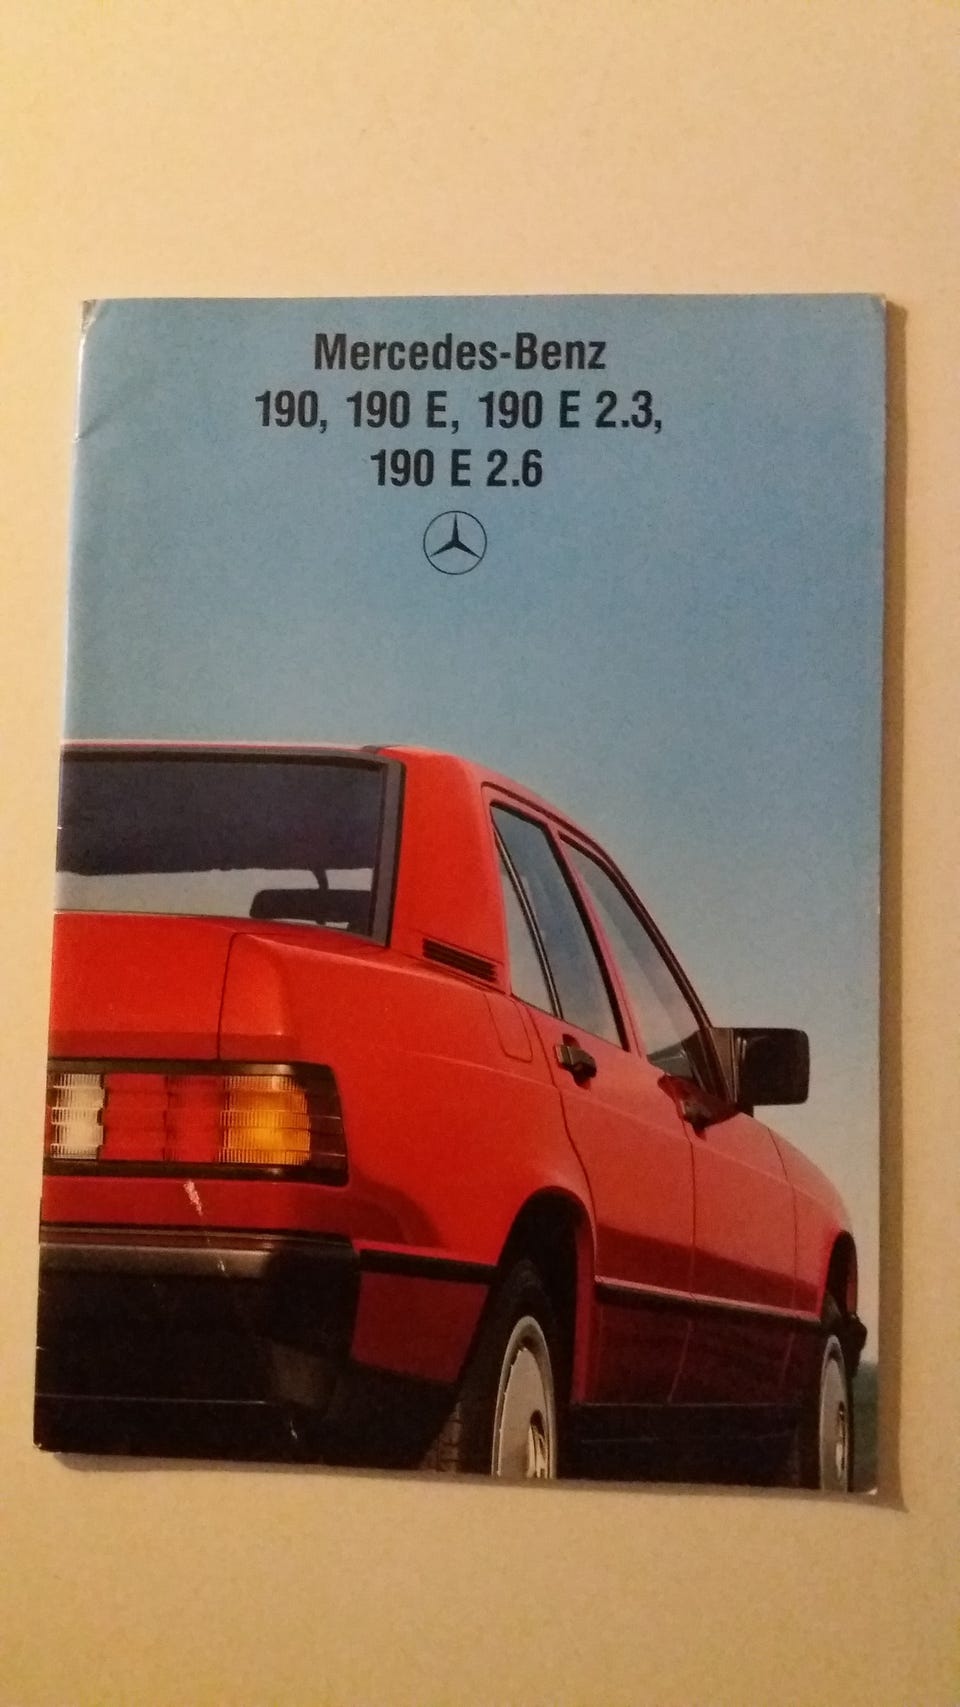 Mercedes-Benz
190, 190 E, 190 E 2.3,
190 E 2.6